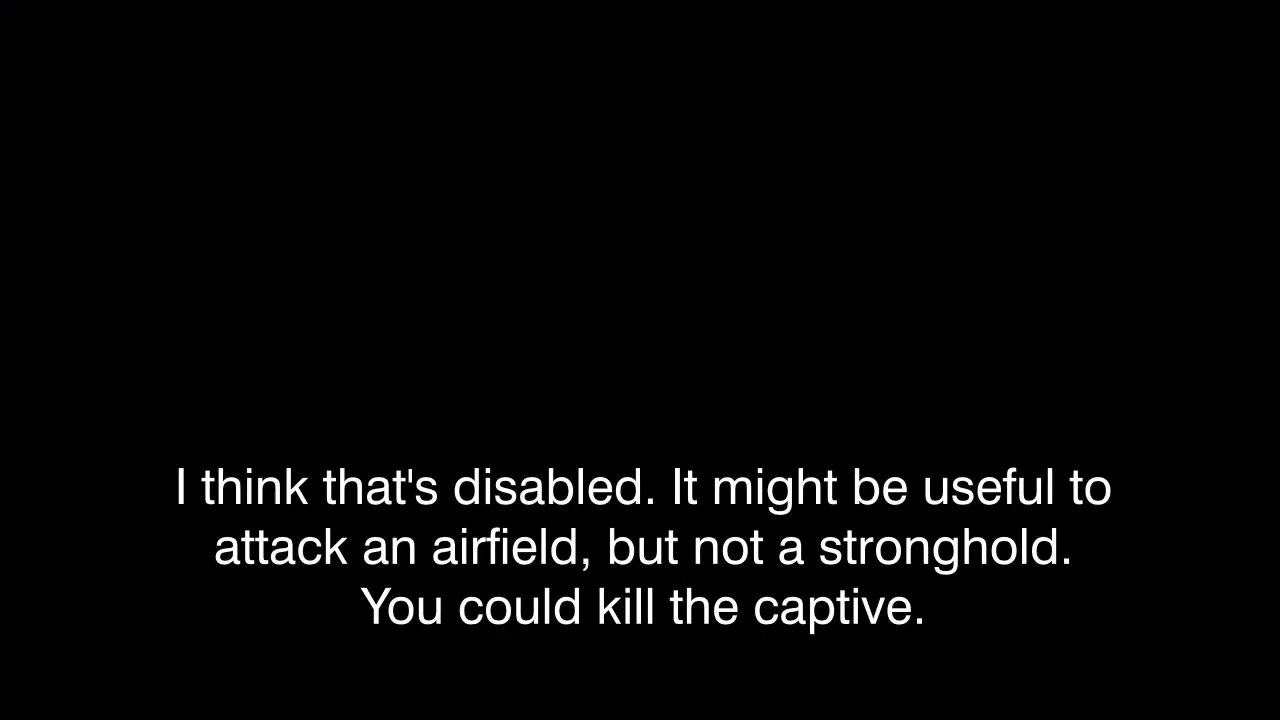 I think that's disabled. It might be useful to
attack an airfield, but not a stronghold.
You could kill the captive.